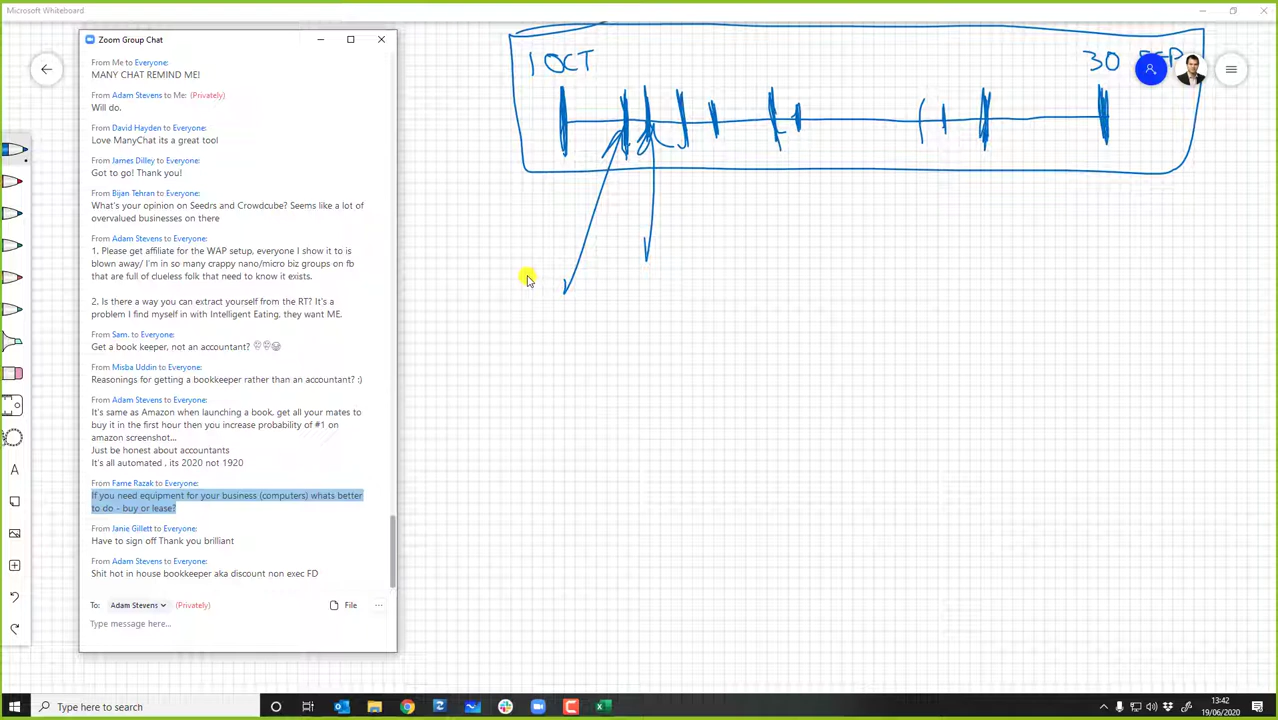 Microsoft Whiteboard
Zoom Group Chat
From Me to Everyone:
MANY CHAT REMIND ME!
From Adam Stevens to Me: (Privately)
Will do.
From David Hayden to Everyone:
Love ManyChat its a great tool!
From James Dilley to Everyone:
Got to go! Thank you!
From Bijan Tehran to Everyone:
What's your opinion on Seedrs and Crowdcube? Seems like a lot of
overvalued businesses on there
From Adam Stevens to Everyone:
1. Please get affiliate for the WAP setup, everyone I show it to is
blown away/ I'm in so many crappy nano/micro biz groups on fb
that are full of clueless folk that need to know it exists.
2. Is there a way you can extract yourself from the RT? It's a
problem I find myself in with Intelligent Eating, they want ME.
From Sam. to Everyone:
Get a book keeper, not an accountant?
From Misba Uddin to Everyone:
Reasonings for getting a bookkeeper rather than an accountant? :)
From Adam Stevens to Everyone:
It's same as Amazon when launching a book, get all your mates to
buy it in the first hour then you increase probability of #1 on
amazon screenshot...
Just be honest about accountants
It's all automated , its 2020 not 1920
From Fame Razak to Everyone:
If you need equipment for your business (computers) whats better
to do - buy or lease?
From Janie Gillett to Everyone:
Have to sign off Thank you brilliant
From Adam Stevens to Everyone:
Shit hot in house bookkeeper aka discount non exec FD
To: Adam Stevens (Privately) File
Type message here...
1 OCT
30
A
Type here to search
13:42
19/06/2020